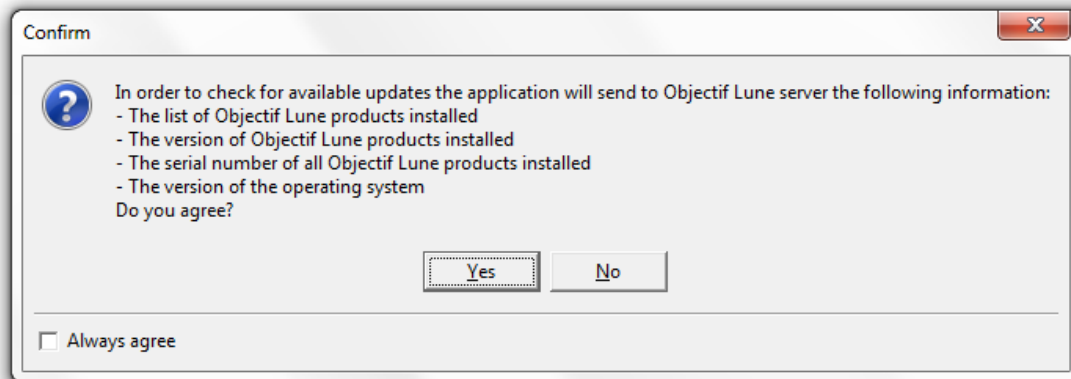 Confirm
In order to check for available updates the application will send to Objectif Lune server the following information:
- The list of Objectif Lune products installed
- The version of Objectif Lune products installed
- The serial number of all Objectif Lune products installed
- The version of the operating system
Do you agree?
Yes No
Always agree